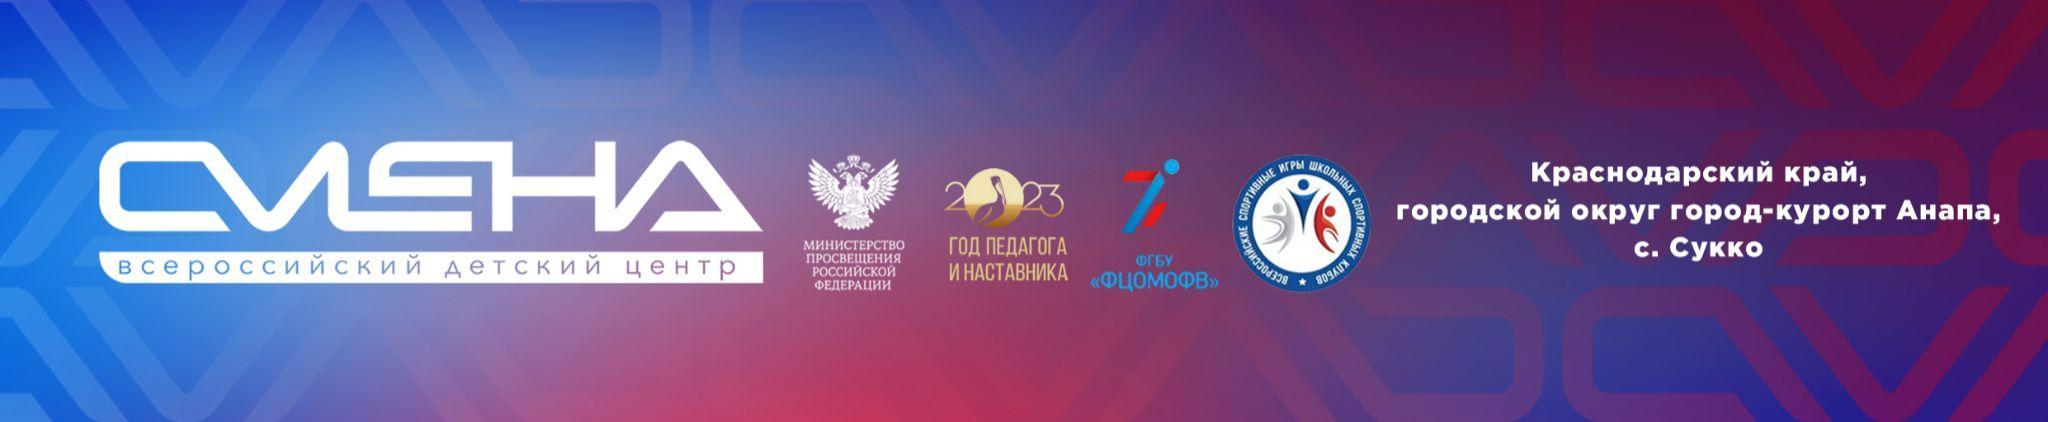 СМЕНА
всероссийский детский центр
МИНИСТЕРСТВО
ПРОСВЕЩЕНИЯ
РОССИЙСКОЙ
ФЕДЕРАЦИИ
2023
ГОД ПЕДАГОГА
И НАСТАВНИКА
ФГБУ
«ФЦОМОФВ»
ВСЕРОССИЙСКИЕ СПОРТИВНЫЕ ИГРЫ ШКОЛЬНЫХ СПОРТИВНЫХ КЛУБОВ
Краснодарский край,
городской округ город-курорт Анапа,
с. Сукко